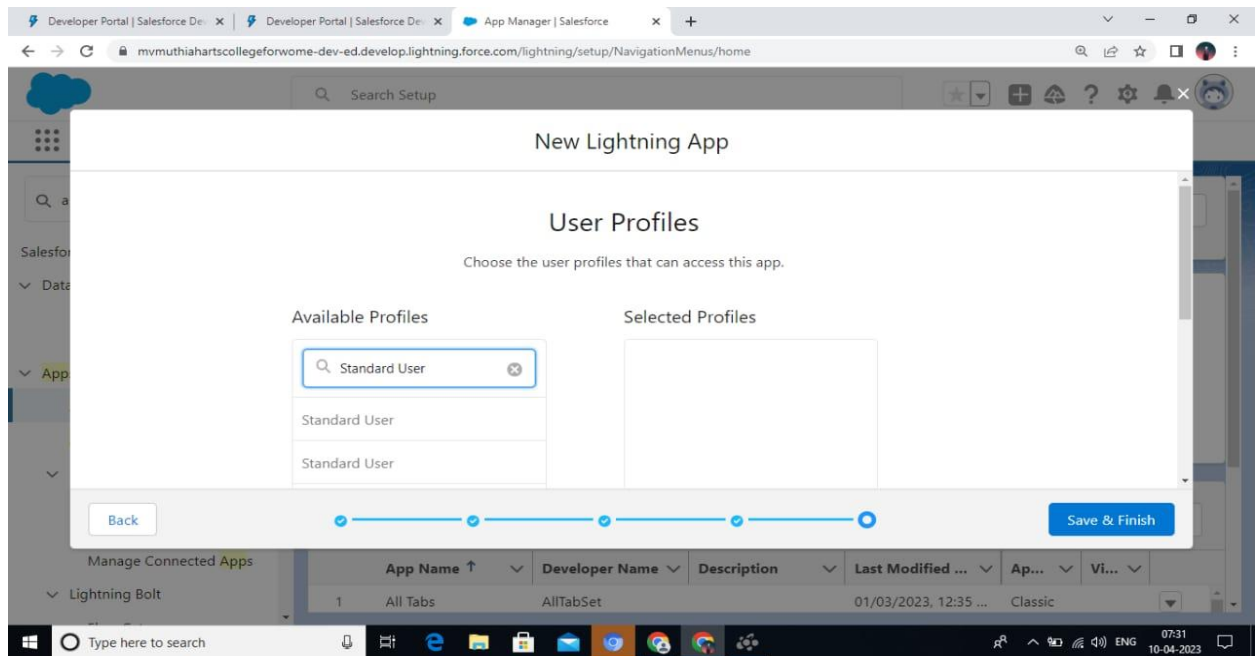 Developer Portal | Salesforce De
Developer Portal | Salesforce De
App Manager | Salesforce
mvmuthiahartscollegeforwome-dev-ed.develop.lightning.force.com/lightning/setup/NavigationMenus/home
Search Setup
New Lightning App
a
User Profiles
Salesfo
Choose the user profiles that can access this app.
Data
Available Profiles
Selected Profiles
Standard User
App
Standard User
Standard User
Back
Save & Finish
Manage Connected Apps
App Name
Developer Name
Description
Last Modified ...
Ap...
Vi...
Lightning Bolt
1 All Tabs AllTabSet 01/03/2023, 12:35 ... Classic
Type here to search
ENG
07:31
10-04-2023